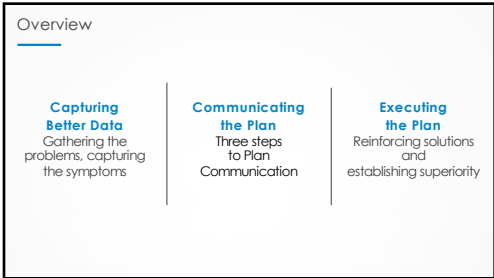 Overview
Capturing
Better Data
Gathering the
problems, capturing
the symptoms
Communicating
the Plan
Three steps
to Plan
Communication
Executing
the Plan
Reinforcing solutions
and
establishing superiority